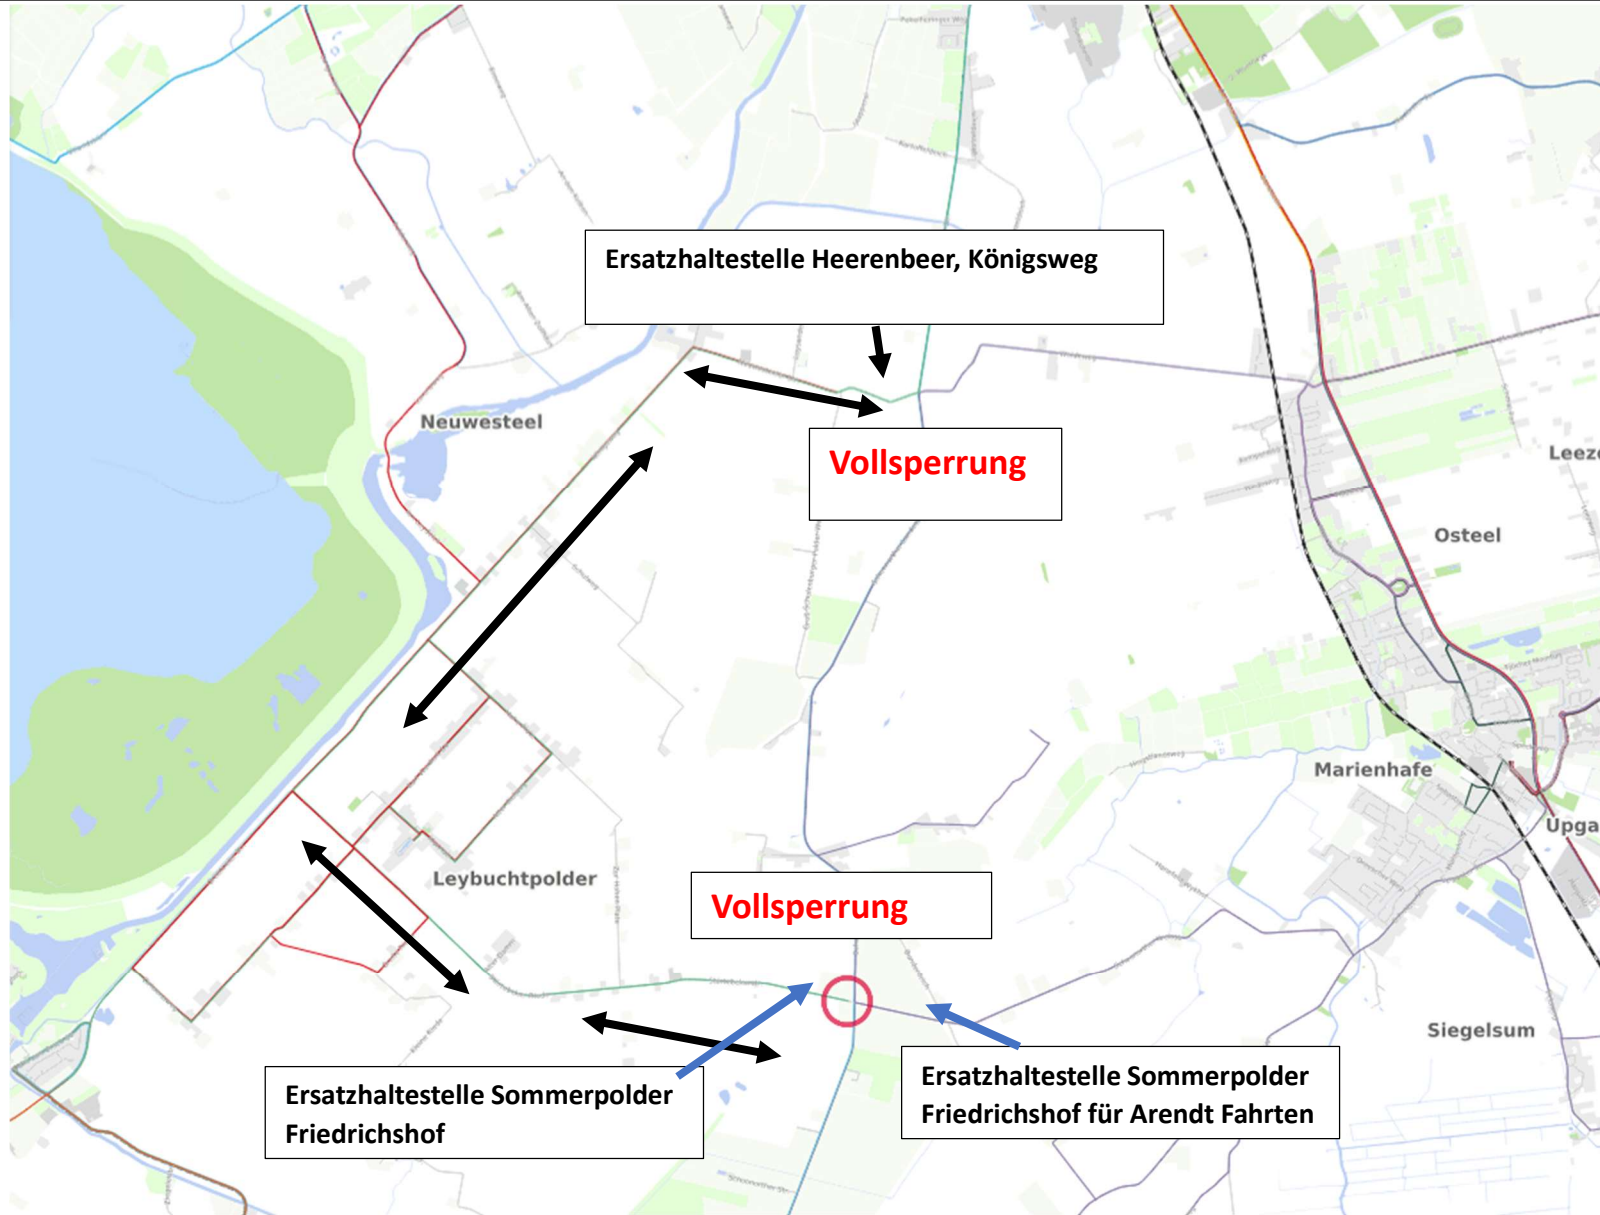 Ersatzhaltestelle Heerenbeer, Königsweg
Neuwesteel
Vollsperrung
Leez
Osteel
Marienhafe
Upga
Leybuchtpolder
Vollsperrung
Siegelsum
Ersatzhaltestelle Sommerpolder
Friedrichshof
Ersatzhaltestelle Sommerpolder
Friedrichshof für Arendt Fahrten